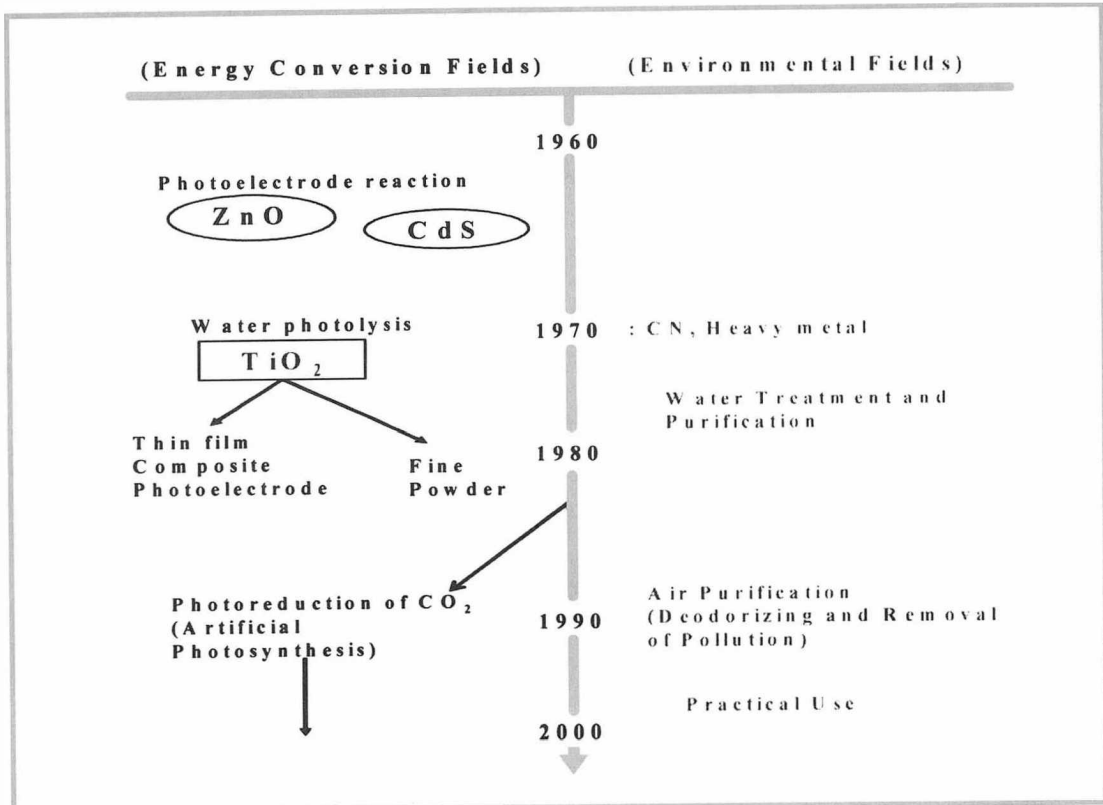 (Energy Conversion Fields)
(Environmental Fields)
1960
Photoelectrode reaction
ZnO
CdS
1970
: CN, Heavy metal
Water photolysis
TiO₂
Water Treatment and
Purification
Thin film
Composite
Photoelectrode
Fine
Powder
1980
Photoreduction of CO₂
(Artificial
Photosynthesis)
1990
Air Purification
(Deodorizing and Removal
of Pollution)
Practical Use
2000